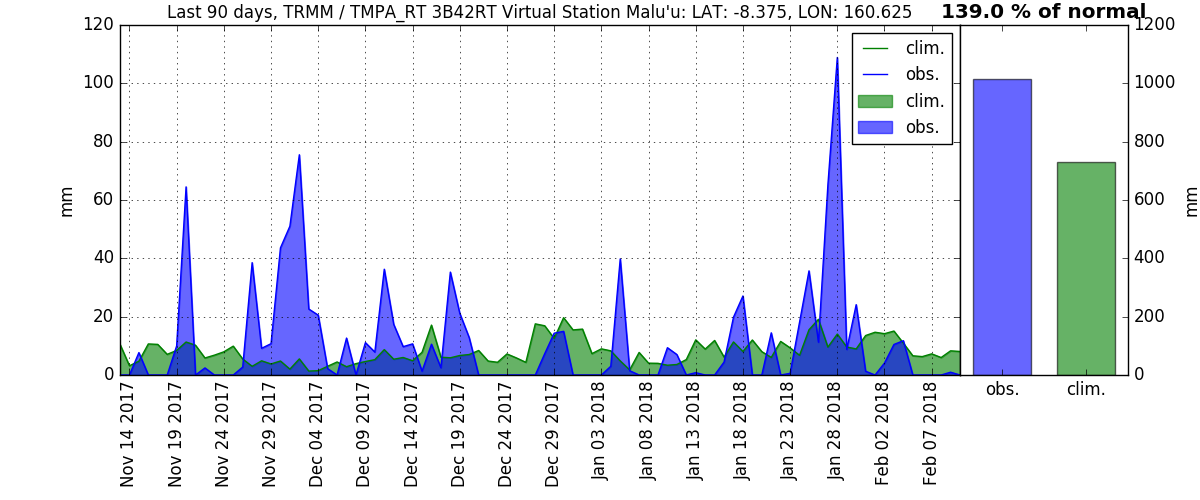 Last 90 days, TRMM / TMPA_RT 3B42RT Virtual Station Malu'u: LAT: -8.375, LON: 160.625
139.0 % of normal
120
100
80
60
40
20
0
mm
clim.
obs.
clim.
obs.
1200
1000
800
600
400
200
0
mm
Nov 14 2017
Nov 19 2017
Nov 24 2017
Nov 29 2017
Dec 04 2017
Dec 09 2017
Dec 14 2017
Dec 19 2017
Dec 24 2017
Dec 29 2017
Jan 03 2018
Jan 08 2018
Jan 13 2018
Jan 18 2018
Jan 23 2018
Jan 28 2018
Feb 02 2018
Feb 07 2018
obs.
clim.